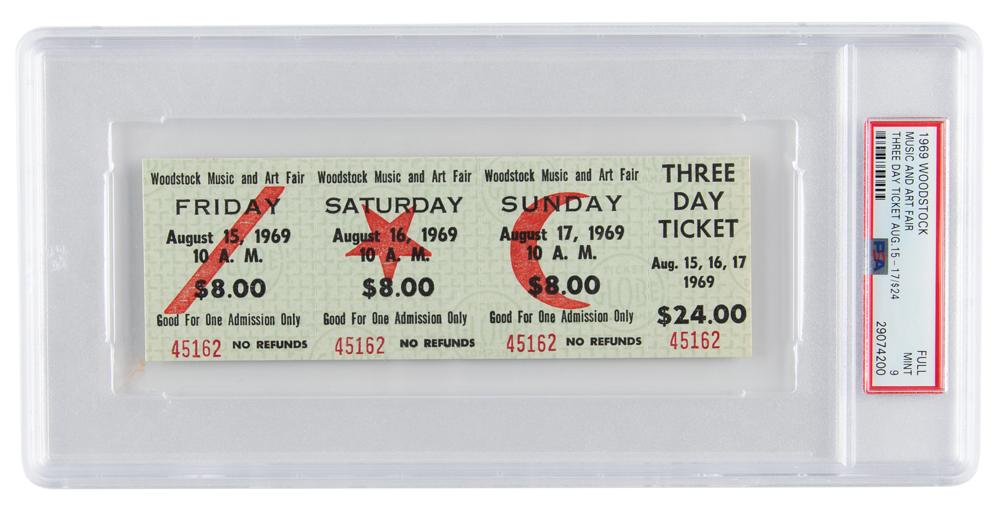 Woodstock Music and Art Fair
FRIDAY
August 15, 1969
10 A. M.
$8.00
Good For One Admission Only
45162 NO REFUNDS
Woodstock Music and Art Fair
SATURDAY
August 16, 1969
10 A. M.
$8.00
Good For One Admission Only
45162 NO REFUNDS
Woodstock Music and Art Fair
SUNDAY
August 17, 1969
10 A. M.
$8.00
Good For One Admission Only
45162 NO REFUNDS
THREE
DAY
TICKET
Aug. 15, 16, 17
1969
$24.00
45162
1969 WOODSTOCK
MUSIC AND ART FAIR
THREE DAY TICKET AUG.15 - 17/$24
PSA
FULL
MINT
9
29074200